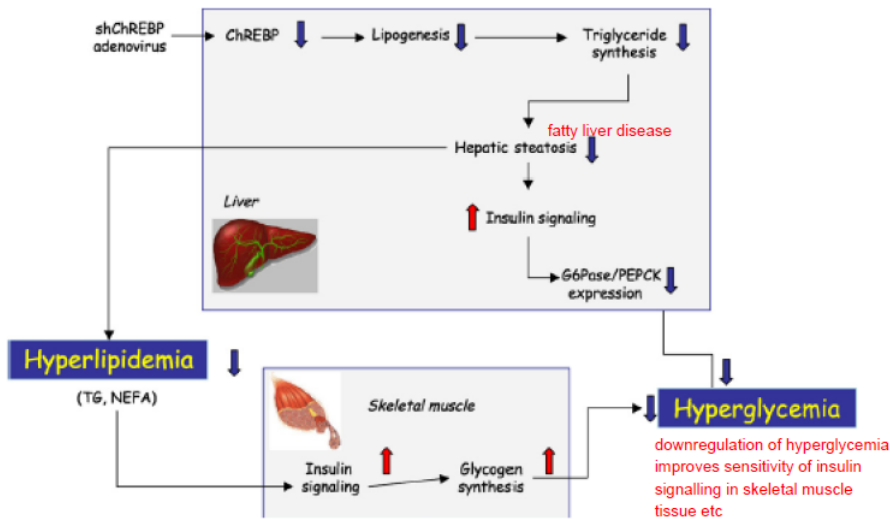 shChREBP
adenovirus
ChREBP
Lipogenesis
Triglyceride
synthesis
fatty liver disease
Hepatic steatosis
Liver
Insulin signaling
G6Pase/PEPCK
expression
Hyperlipidemia
(TG, NEFA)
Skeletal muscle
Insulin
signaling
Glycogen
synthesis
Hyperglycemia
downregulation of hyperglycemia
improves sensitivity of insulin
signalling in skeletal muscle
tissue etc